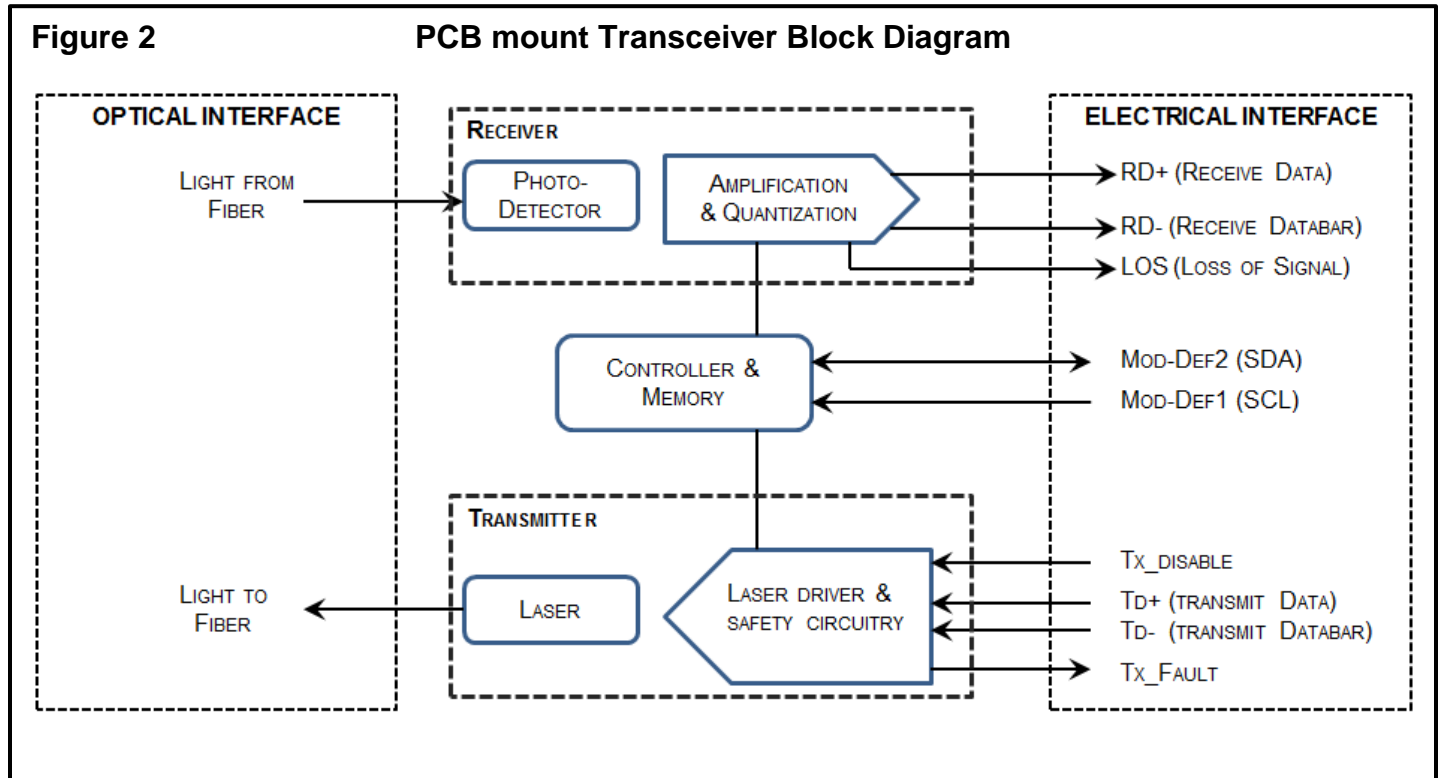 Figure 2
PCB mount Transceiver Block Diagram
OPTICAL INTERFACE
LIGHT FROM
FIBER
LIGHT TO
FIBER
RECEIVER
PHOTO-
DETECTOR
AMPLIFICATION
& QUANTIZATION
CONTROLLER &
MEMORY
TRANSMITTER
LASER
LASER DRIVER &
SAFETY CIRCUITRY
ELECTRICAL INTERFACE
RD+ (RECEIVE DATA)
RD- (RECEIVE DATABAR)
LOS (LOSS OF SIGNAL)
MOD-DEF2 (SDA)
MOD-DEF1 (SCL)
TX_DISABLE
TD+ (TRANSMIT DATA)
TD- (TRANSMIT DATABAR)
TX_FAULT